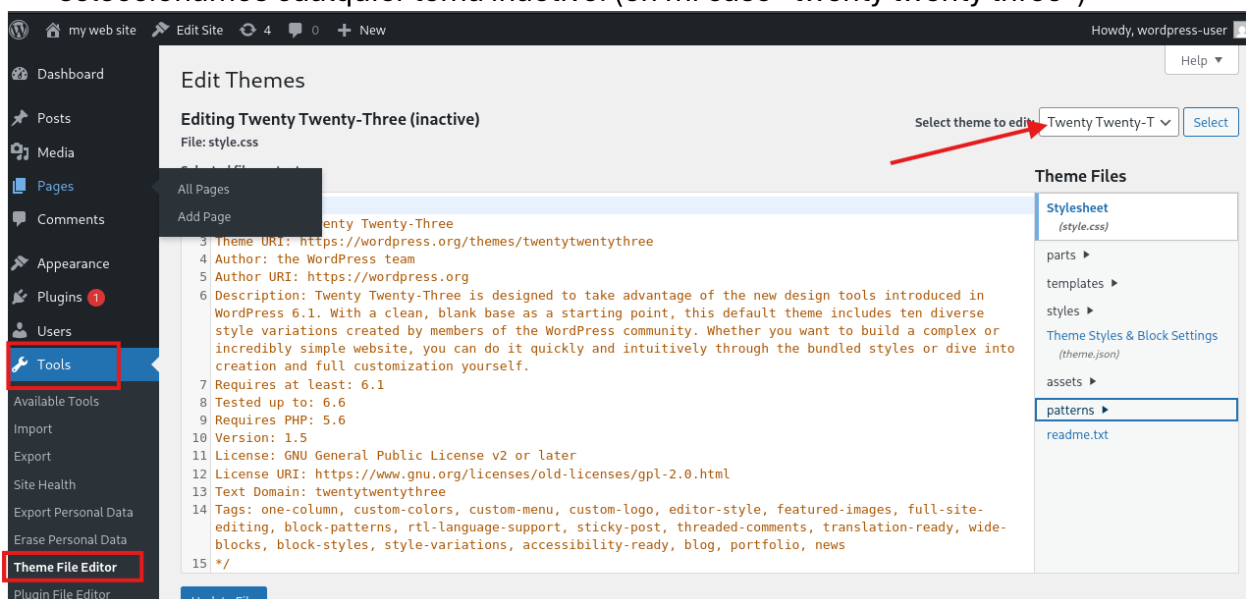 my web site Edit Site 4 0 + New Howdy, wordpress-user
Help
Dashboard
Posts
Media
Pages
Comments
Appearance
Plugins 1
Users
Tools
Available Tools
Import
Export
Site Health
Export Personal Data
Erase Personal Data
Theme File Editor
Plugin File Editor
All Pages
Add Page
Edit Themes
Editing Twenty Twenty-Three (inactive)
File: style.css
Select theme to edit: Twenty Twenty-T Select
enty Twenty-Three
3 Theme URI: https://wordpress.org/themes/twentytwentythree
4 Author: the WordPress team
5 Author URI: https://wordpress.org
6 Description: Twenty Twenty-Three is designed to take advantage of the new design tools introduced in
WordPress 6.1. With a clean, blank base as a starting point, this default theme includes ten diverse
style variations created by members of the WordPress community. Whether you want to build a complex or
incredibly simple website, you can do it quickly and intuitively through the bundled styles or dive into
creation and full customization yourself.
7 Requires at least: 6.1
8 Tested up to: 6.6
9 Requires PHP: 5.6
10 Version: 1.5
11 License: GNU General Public License v2 or later
12 License URI: https://www.gnu.org/licenses/old-licenses/gpl-2.0.html
13 Text Domain: twentytwentythree
14 Tags: one-column, custom-colors, custom-menu, custom-logo, editor-style, featured-images, full-site-
editing, block-patterns, rtl-language-support, sticky-post, threaded-comments, translation-ready, wide-
blocks, block-styles, style-variations, accessibility-ready, blog, portfolio, news
15 */
Theme Files
Stylesheet
(style.css)
parts
templates
styles
Theme Styles & Block Settings
(theme.json)
assets
patterns
readme.txt